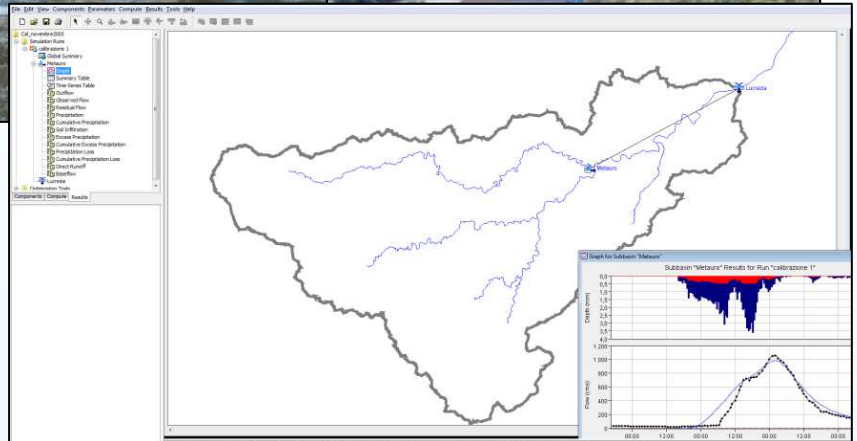 File Edit View Components Parameters Compute Results Tools Help
Cal_novembre2005
Simulation Runs
calibrazione 1
Global Summary
Metauro
Graph
Summary Table
Time-Series Table
Outflow
Observed Flow
Residual Flow
Precipitation
Cumulative Precipitation
Soil Infiltration
Excess Precipitation
Cumulative Excess Precipitation
Precipitation Loss
Cumulative Precipitation Loss
Direct Runoff
Baseflow
Lucrezia
Optimization Trials
Components Compute Results
Lucrezia
Metauro
Graph for Subbasin "Metauro"
Subbasin "Metauro" Results for Run "calibrazione 1"
Depth (mm)
0,0
0,5
1,0
1,5
2,0
2,5
3,0
3,5
4,0
Flow (cms)
1.200
1.000
800
600
400
200
0
00:00 12:00 00:00 12:00 00:00 12:00 00:00